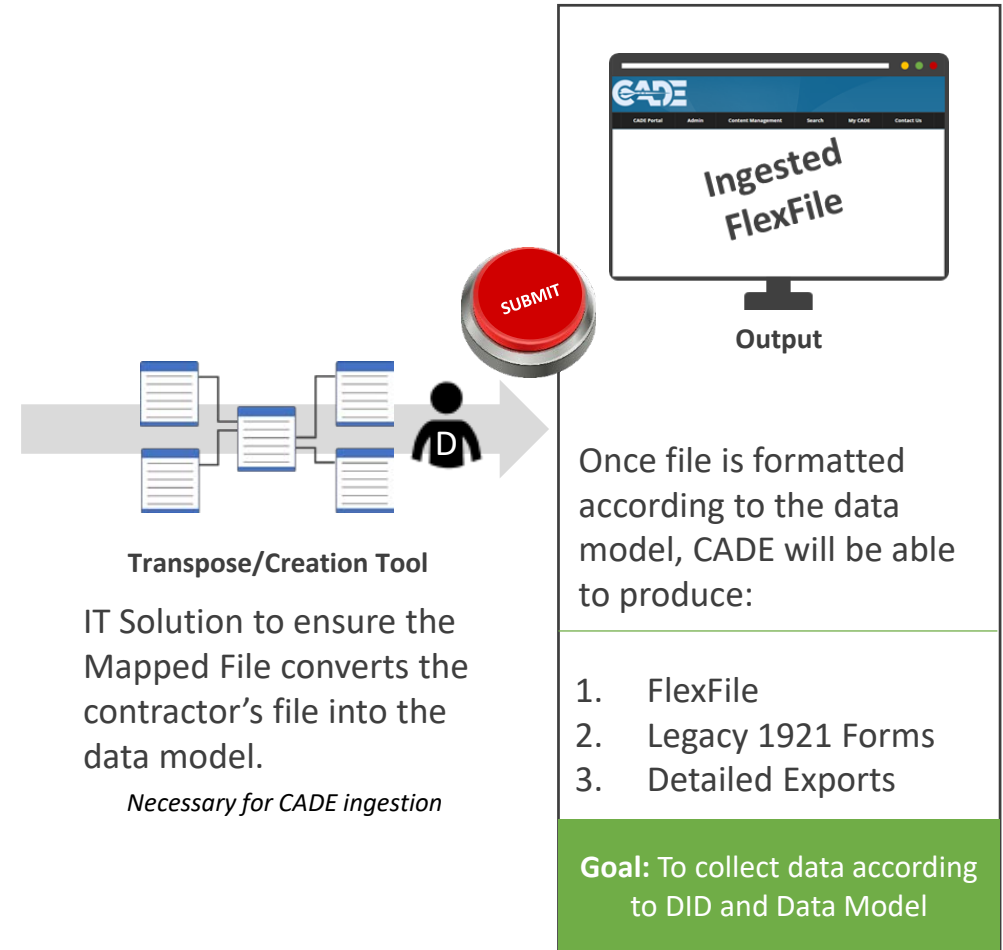 CADE
CADE Portal Admin Content Management Search My CADE Contact Us
Ingested
FlexFile
SUBMIT
Output
D
Transpose/Creation Tool
IT Solution to ensure the
Mapped File converts the
contractor’s file into the
data model.
Necessary for CADE ingestion
Once file is formatted
according to the data
model, CADE will be able
to produce:
1. FlexFile
2. Legacy 1921 Forms
3. Detailed Exports
Goal: To collect data according
to DID and Data Model